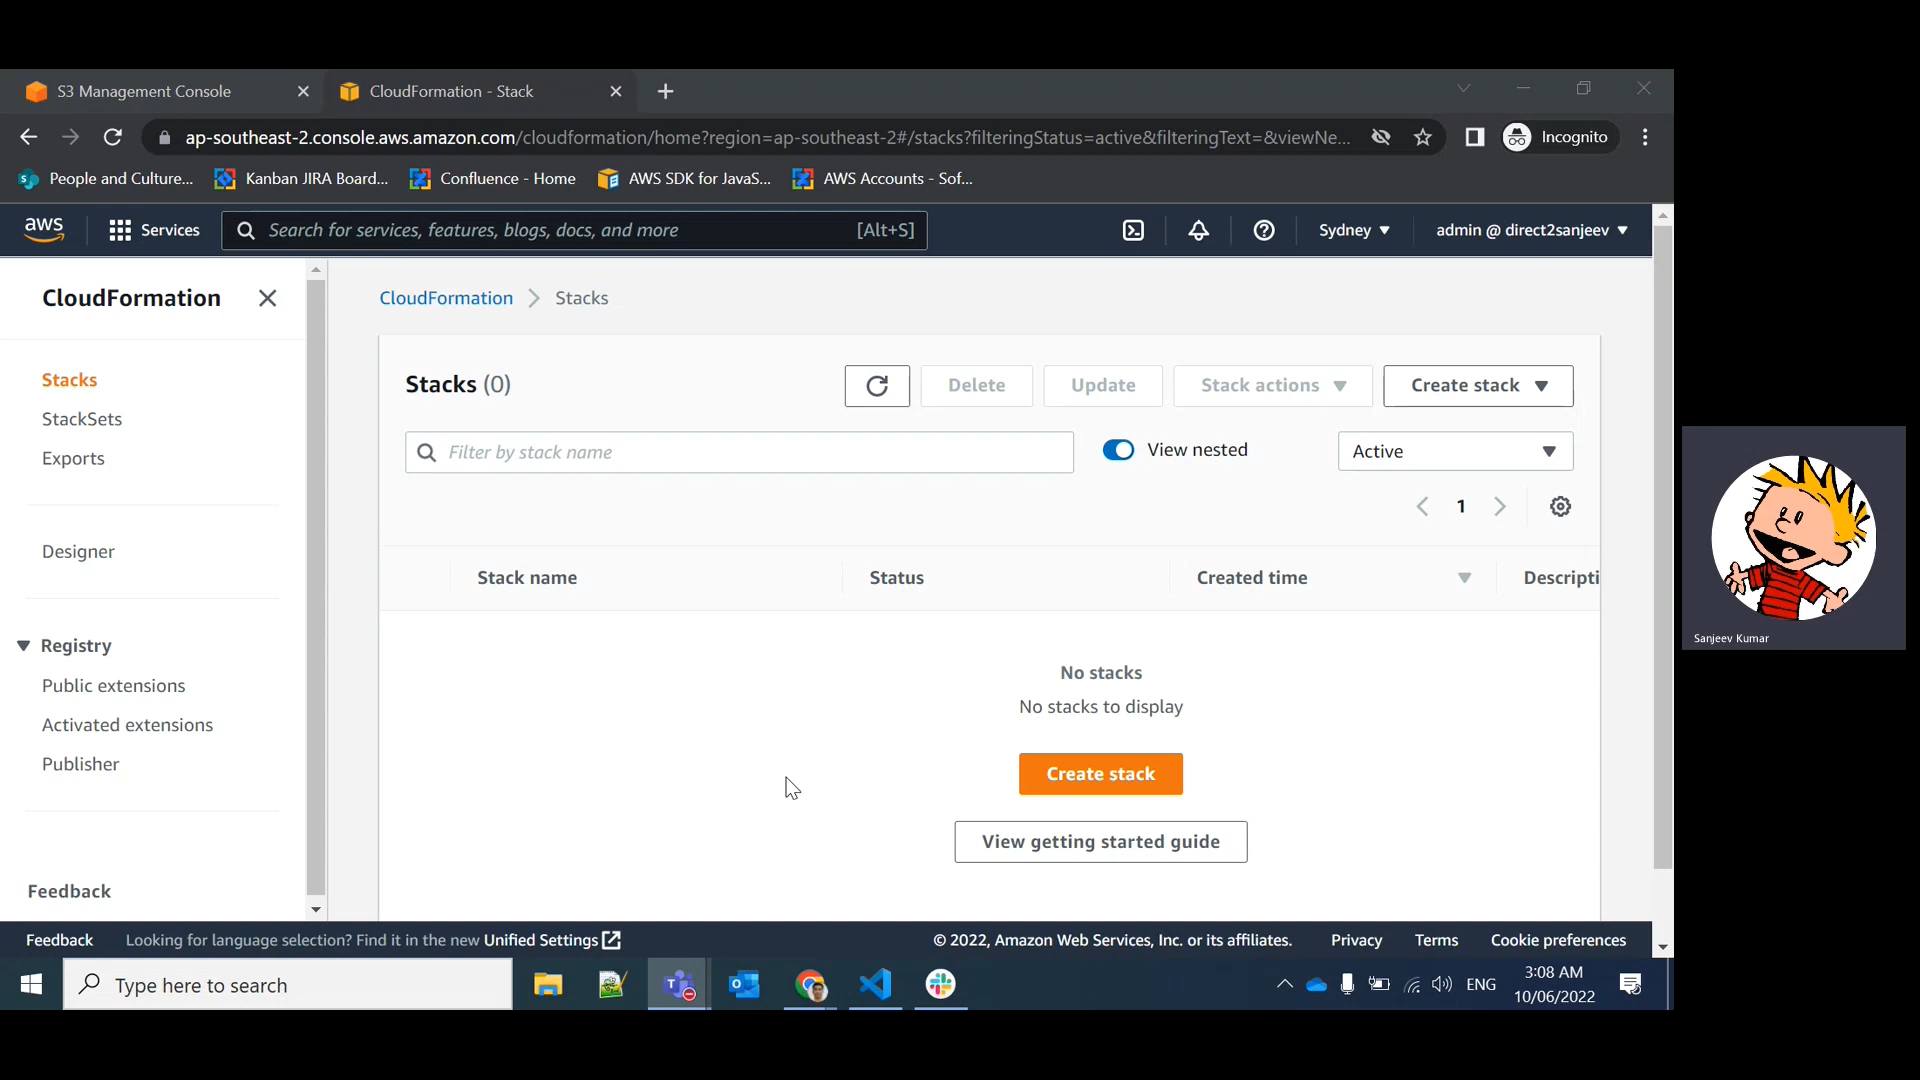 S3 Management Console
CloudFormation - Stack
ap-southeast-2.console.aws.amazon.com/cloudformation/home?region=ap-southeast-2#/stacks?filteringStatus=active&filteringText=&viewNe...
Incognito
People and Culture...
Kanban JIRA Board...
Confluence - Home
AWS SDK for JavaS...
AWS Accounts - Sof...
aws
Services
Search for services, features, blogs, docs, and more
[Alt+S]
Sydney
admin @ direct2sanjeev
CloudFormation
Stacks
StackSets
Exports
Designer
Registry
Public extensions
Activated extensions
Publisher
Feedback
CloudFormation
Stacks
Stacks (0)
Delete
Update
Stack actions
Create stack
Filter by stack name
View nested
Active
1
Stack name
Status
Created time
Descripti
No stacks
No stacks to display
Create stack
View getting started guide
Sanjeev Kumar
Feedback
Looking for language selection? Find it in the new Unified Settings
© 2022, Amazon Web Services, Inc. or its affiliates.
Privacy
Terms
Cookie preferences
Type here to search
ENG
3:08 AM
10/06/2022